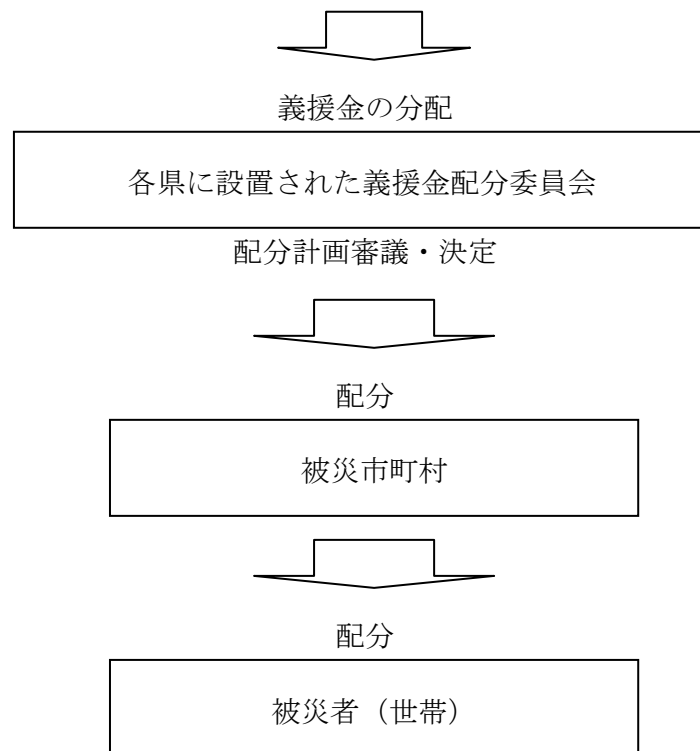 義援金の分配
各県に設置された義援金配分委員会
配分計画審議・決定
配分
被災市町村
配分
被災者（世帯）